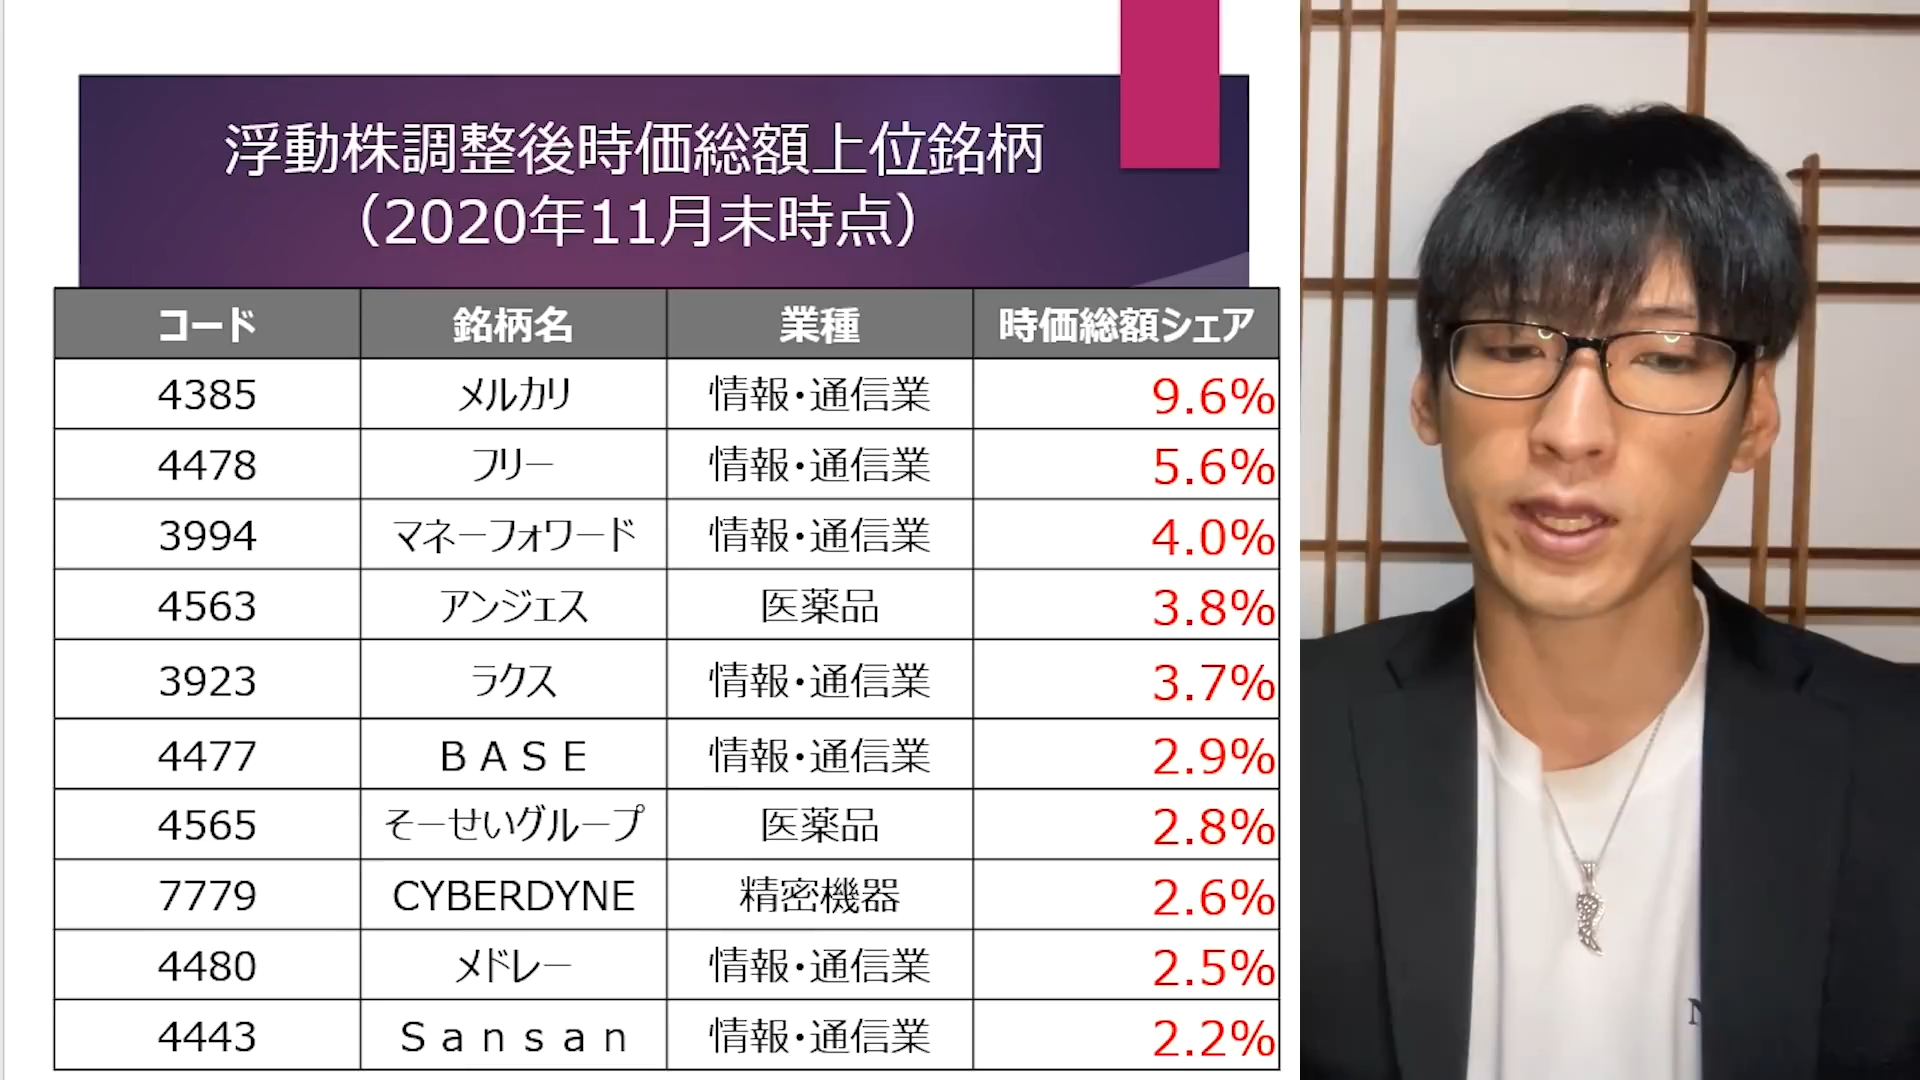 浮動株調整後時価総額上位銘柄
（2020年11月末時点）
コード 銘柄名 業種 時価総額シェア
4385 メルカリ 情報・通信業 9.6%
4478 フリー 情報・通信業 5.6%
3994 マネーフォワード 情報・通信業 4.0%
4563 アンジェス 医薬品 3.8%
3923 ラクス 情報・通信業 3.7%
4477 ＢＡＳＥ 情報・通信業 2.9%
4565 そーせいグループ 医薬品 2.8%
7779 CYBERDYNE 精密機器 2.6%
4480 メドレー 情報・通信業 2.5%
4443 Ｓａｎｓａｎ 情報・通信業 2.2%